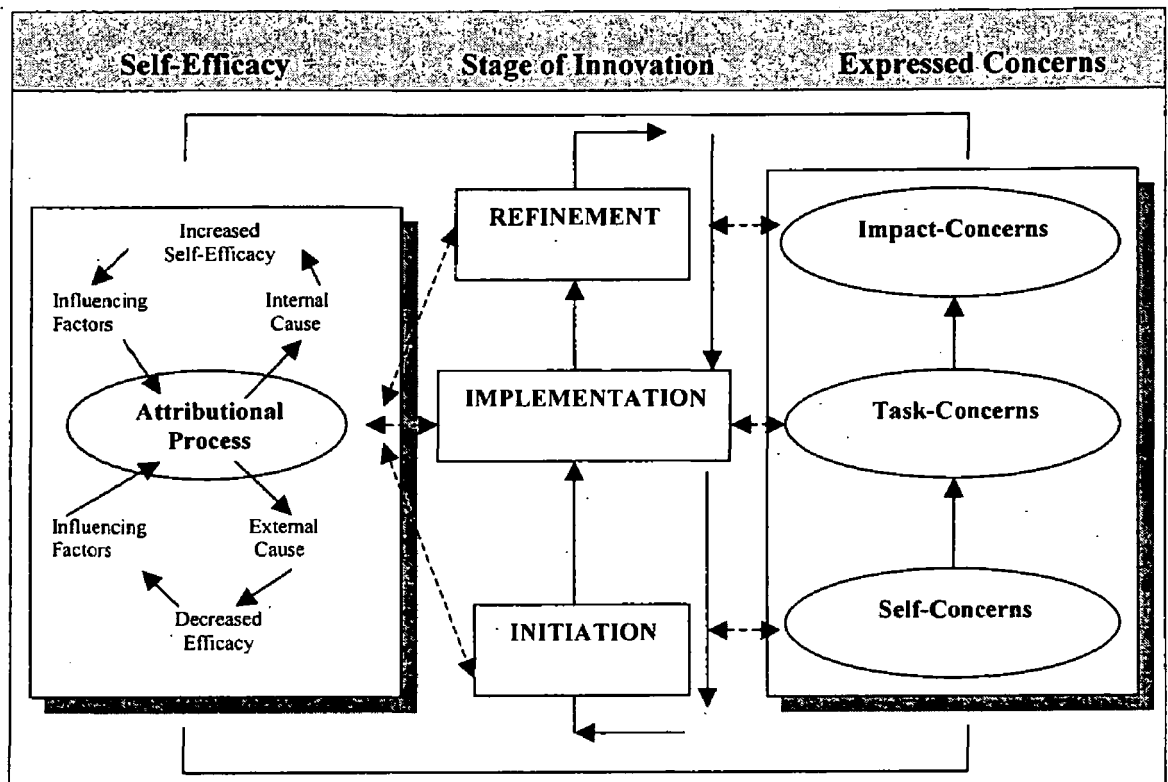 Self-Efficacy
Stage of Innovation
Expressed Concerns
Increased
Self-Efficacy
Influencing
Factors
Internal
Cause
Attributional
Process
Influencing
Factors
External
Cause
Decreased
Efficacy
REFINEMENT
IMPLEMENTATION
INITIATION
Impact-Concerns
Task-Concerns
Self-Concerns